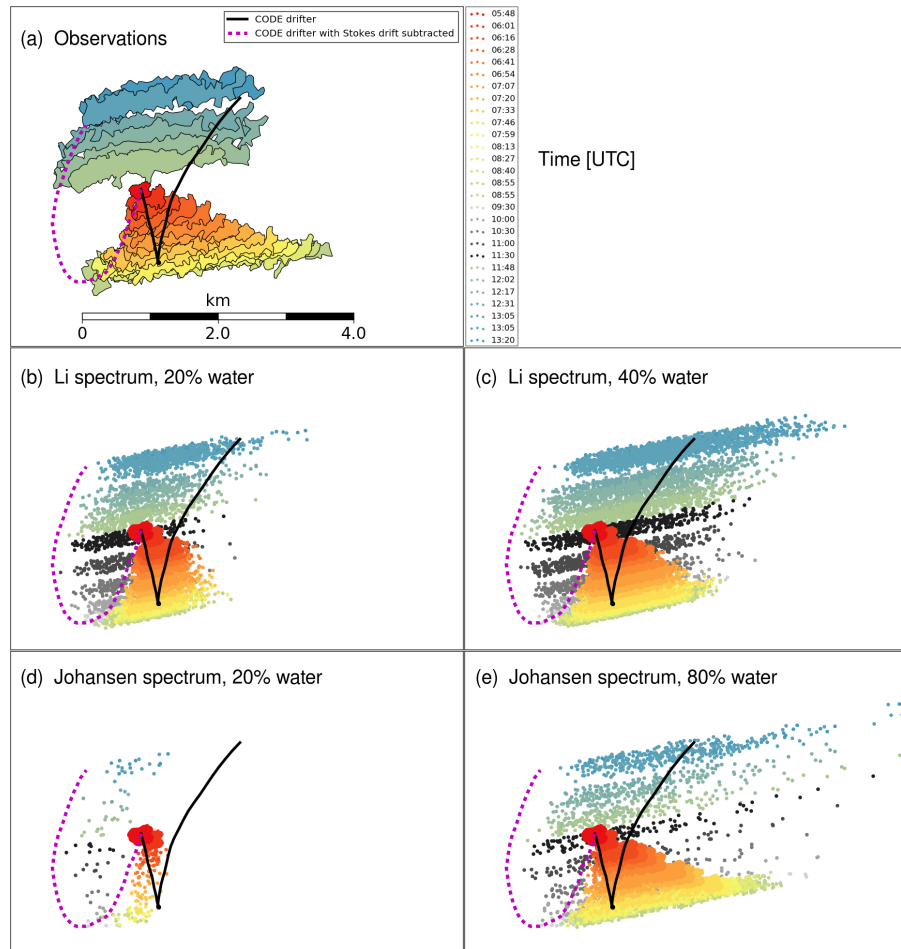 (a) Observations
CODE drifter
CODE drifter with Stokes drift subtracted
km
0 2.0 4.0
05:48
06:01
06:16
06:28
06:41
06:54
07:07
07:20
07:33
07:46
07:59
08:13
08:27
08:40
08:55
08:55
09:30
10:00
10:30
11:00
11:30
11:48
12:02
12:17
12:31
13:05
13:05
13:20
Time [UTC]
(b) Li spectrum, 20% water
(c) Li spectrum, 40% water
(d) Johansen spectrum, 20% water
(e) Johansen spectrum, 80% water